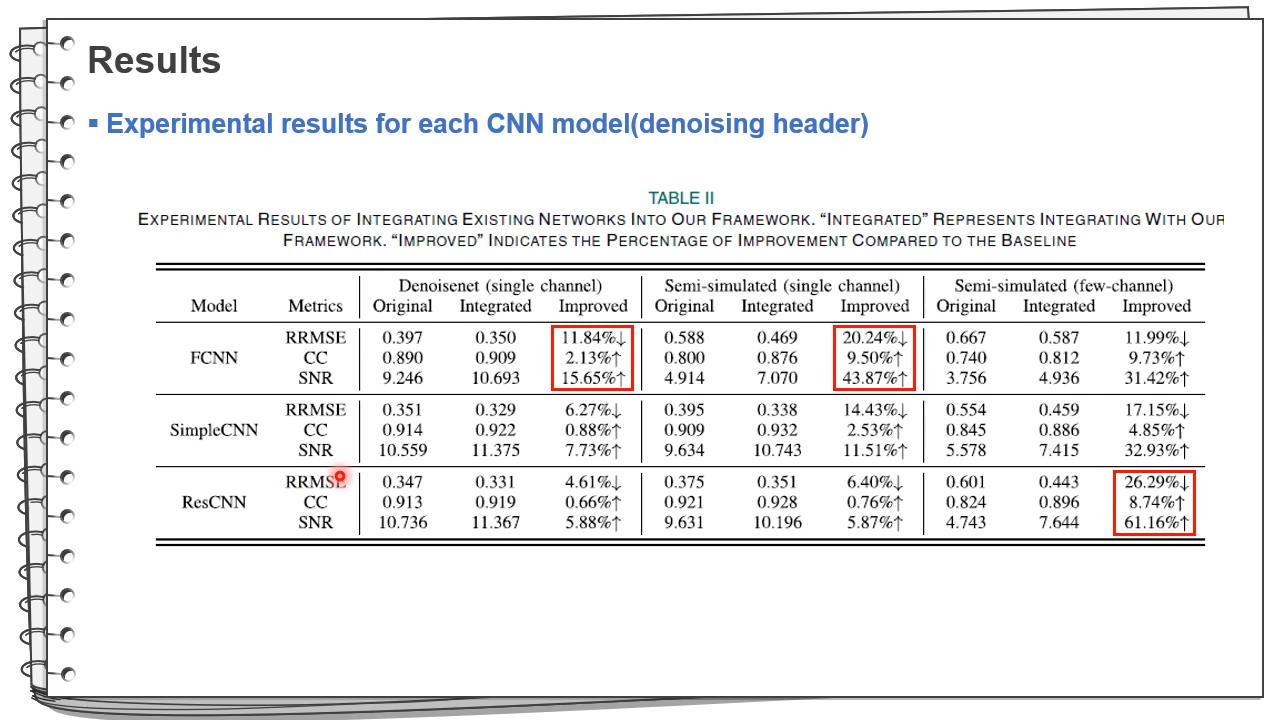 Results
▪ Experimental results for each CNN model(denoising header)
TABLE II
EXPERIMENTAL RESULTS OF INTEGRATING EXISTING NETWORKS INTO OUR FRAMEWORK. “INTEGRATED” REPRESENTS INTEGRATING WITH OUR
FRAMEWORK. “IMPROVED” INDICATES THE PERCENTAGE OF IMPROVEMENT COMPARED TO THE BASELINE
Denoisenet (single channel) Semi-simulated (single channel) Semi-simulated (few-channel)
Model Metrics Original Integrated Improved Original Integrated Improved Original Integrated Improved
RRMSE 0.397 0.350 11.84%↓ 0.588 0.469 20.24%↓ 0.667 0.587 11.99%↓
FCNN CC 0.890 0.909 2.13%↑ 0.800 0.876 9.50%↑ 0.740 0.812 9.73%↑
SNR 9.246 10.693 15.65%↑ 4.914 7.070 43.87%↑ 3.756 4.936 31.42%↑
RRMSE 0.351 0.329 6.27%↓ 0.395 0.338 14.43%↓ 0.554 0.459 17.15%↓
SimpleCNN CC 0.914 0.922 0.88%↑ 0.909 0.932 2.53%↑ 0.845 0.886 4.85%↑
SNR 10.559 11.375 7.73%↑ 9.634 10.743 11.51%↑ 5.578 7.415 32.93%↑
RRMSE 0.347 0.331 4.61%↓ 0.375 0.351 6.40%↓ 0.601 0.443 26.29%↓
ResCNN CC 0.913 0.919 0.66%↑ 0.921 0.928 0.76%↑ 0.824 0.896 8.74%↑
SNR 10.736 11.367 5.88%↑ 9.631 10.196 5.87%↑ 4.743 7.644 61.16%↑